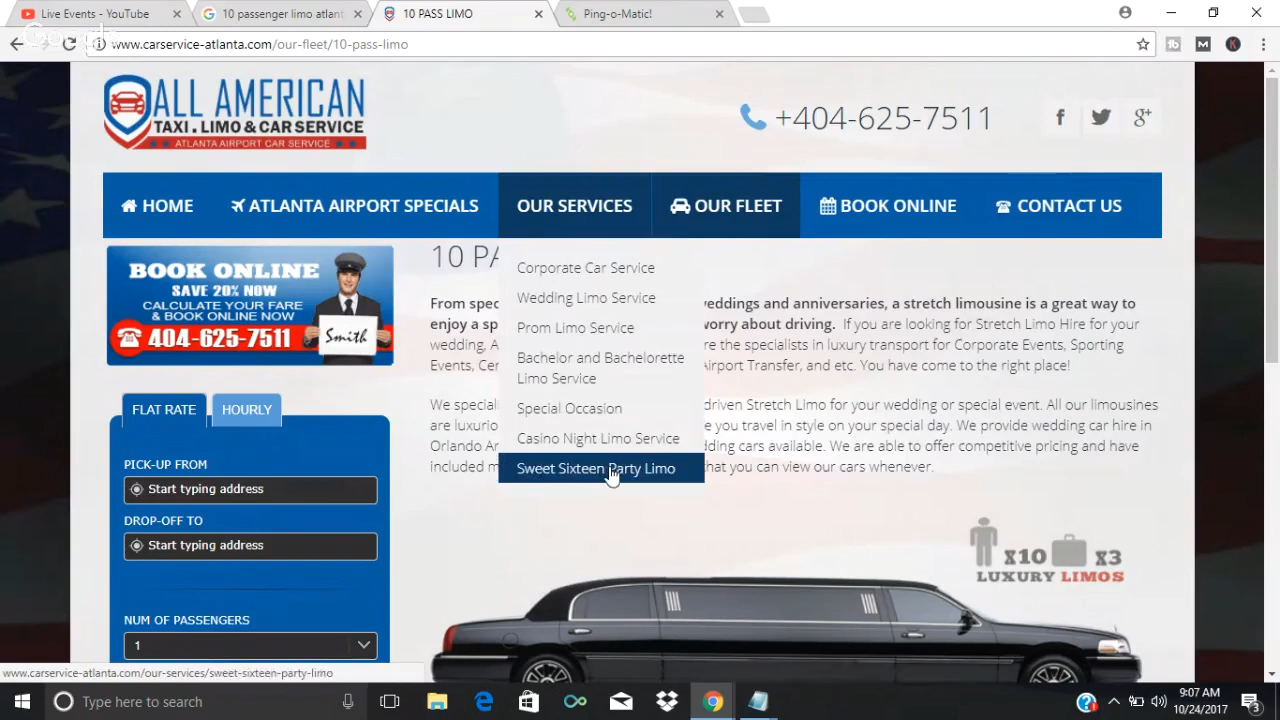 Live Events - YouTube
10 passenger limo atlant
10 PASS LIMO
Ping-o-Matic!
Google
www.carservice-atlanta.com/our-fleet/10-pass-limo
ALL AMERICAN
TAXI.LIMO & CAR SERVICE
ATLANTA AIRPORT CAR SERVICE
+404-625-7511
HOME
ATLANTA AIRPORT SPECIALS
OUR SERVICES
OUR FLEET
BOOK ONLINE
CONTACT US
BOOK ONLINE
SAVE 20% NOW
CALCULATE YOUR FARE
& BOOK ONLINE NOW
404-625-7511
Smith
FLAT RATE
HOURLY
PICK-UP FROM
Start typing address
DROP-OFF TO
Start typing address
NUM OF PASSENGERS
1
Corporate Car Service
Wedding Limo Service
Prom Limo Service
Bachelor and Bachelorette
Limo Service
Special Occasion
Casino Night Limo Service
Sweet Sixteen Party Limo
10 PA
From spec veddings and anniversaries, a stretch limousine is a great way to
enjoy a sp worry about driving. If you are looking for Stretch Limo Hire for your
wedding, A re the specialists in luxury transport for Corporate Events, Sporting
Events, Cer Airport Transfer, and etc. You have come to the right place!
We speciali driven Stretch Limo for your wedding or special event. All our limousines
are luxurio e you travel in style on your special day. We provide wedding car hire in
Orlando An dding cars available. We are able to offer competitive pricing and have
included m that you can view our cars whenever.
x10 x3
LUXURY LIMOS
www.carservice-atlanta.com/our-services/sweet-sixteen-party-limo
Type here to search
9:07 AM
10/24/2017
3